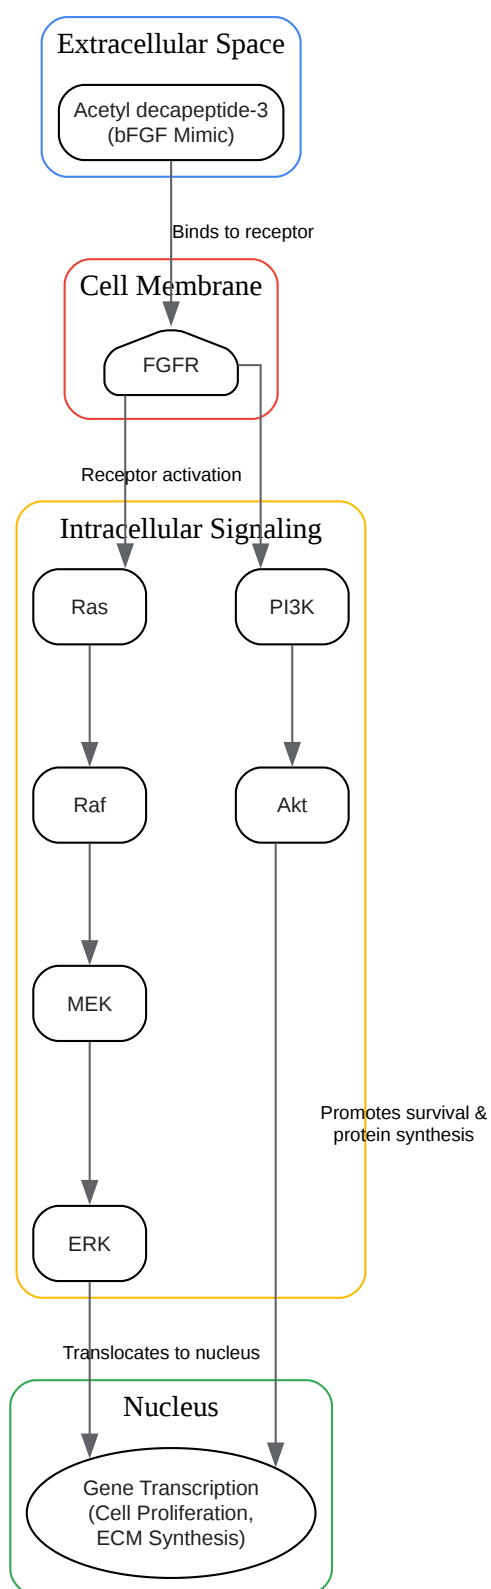 Extracellular Space
Acetyl decapeptide-3
(bFGF Mimic)
Binds to receptor
Cell Membrane
FGFR
Receptor activation
Intracellular Signaling
Ras
PI3K
Raf
Akt
MEK
Promotes survival &
protein synthesis
ERK
Translocates to nucleus
Nucleus
Gene Transcription
(Cell Proliferation,
ECM Synthesis)